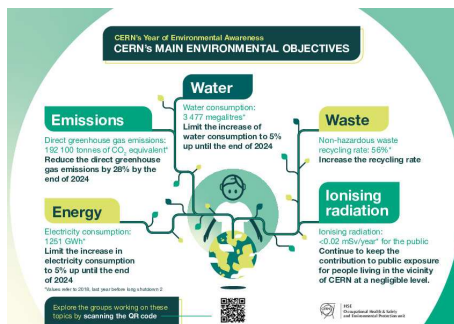 CERN's Year of Environmental Awareness
CERN's MAIN ENVIRONMENTAL OBJECTIVES
Water
Water consumption:
3 477 megalitres*
Limit the increase of
water consumption to 5%
up until the end of 2024
Emissions
Direct greenhouse gas emissions:
192 100 tonnes of CO₂ equivalent*
Reduce the direct greenhouse
gas emissions by 28% by the
end of 2024
Waste
Non-hazardous waste
recycling rate: 56%*
Increase the recycling rate
Energy
Electricity consumption:
1251 GWh*
Limit the increase in
electricity consumption
to 5% up until the end
of 2024
Ionising
radiation
Ionising radiation:
<0.02 mSv/year* for the public
Continue to keep the
contribution to public exposure
for people living in the vicinity
of CERN at a negligible level.
*Values refer to 2018, last year before long shutdown 2
Explore the groups working on these
topics by scanning the QR code
HSE
Occupational Health & Safety
and Environmental Protection unit